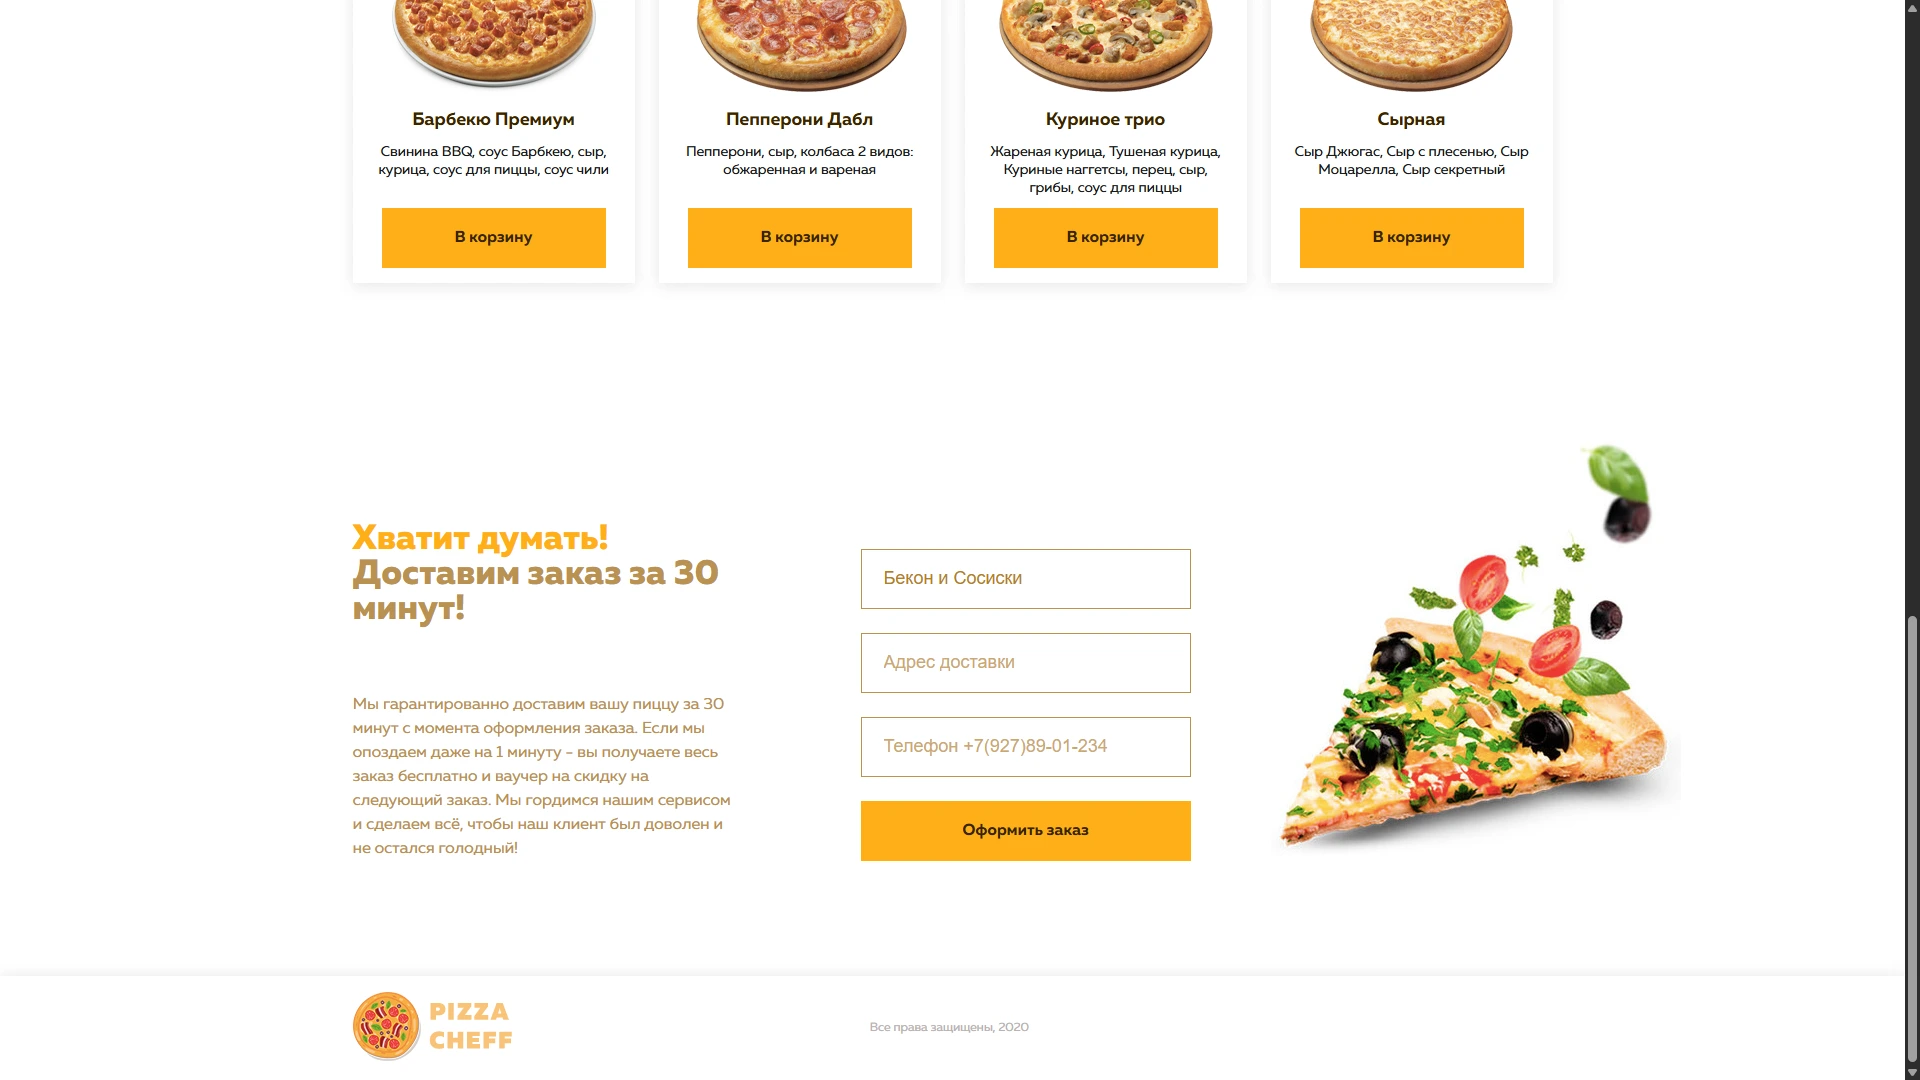 Барбекю Премиум
Свинина BBQ, соус Барбкею, сыр,
курица, соус для пиццы, соус чили
В корзину
Пепперони Дабл
Пепперони, сыр, колбаса 2 видов:
обжаренная и вареная
В корзину
Куриное трио
Жареная курица, Тушеная курица,
Куриные наггетсы, перец, сыр,
грибы, соус для пиццы
В корзину
Сырная
Сыр Джюгас, Сыр с плесенью, Сыр
Моцарелла, Сыр секретный
В корзину
Хватит думать!
Доставим заказ за 30
минут!
Мы гарантированно доставим вашу пиццу за 30
минут с момента оформления заказа. Если мы
опоздаем даже на 1 минуту - вы получаете весь
заказ бесплатно и ваучер на скидку на
следующий заказ. Мы гордимся нашим сервисом
и сделаем всё, чтобы наш клиент был доволен и
не остался голодный!
Бекон и Сосиски
Адрес доставки
Телефон +7(927)89-01-234
Оформить заказ
PIZZA
CHEFF
Все права защищены, 2020